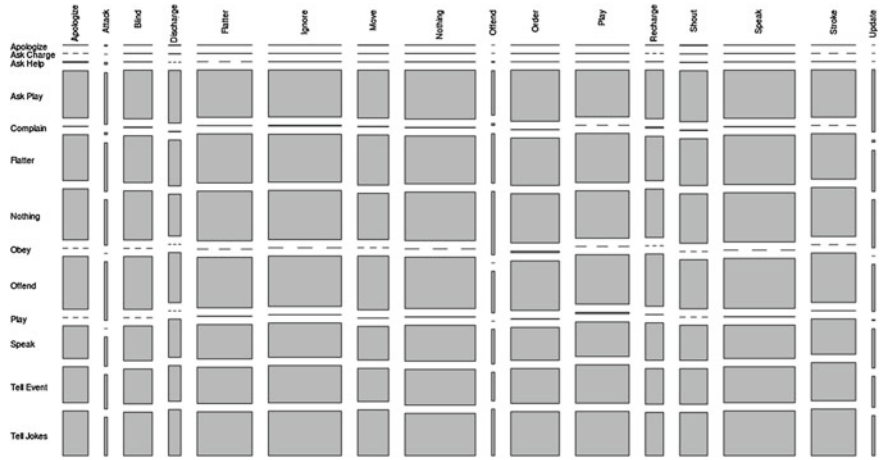 Apologize
Attack
Blind
Discharge
Flatter
Ignore
Move
Nothing
Offend
Order
Play
Recharge
Shout
Speak
Stroke
Update
Apologize
Ask Charge
Ask Help
Ask Play
Complain
Flatter
Nothing
Obey
Offend
Play
Speak
Tell Event
Tell Jokes